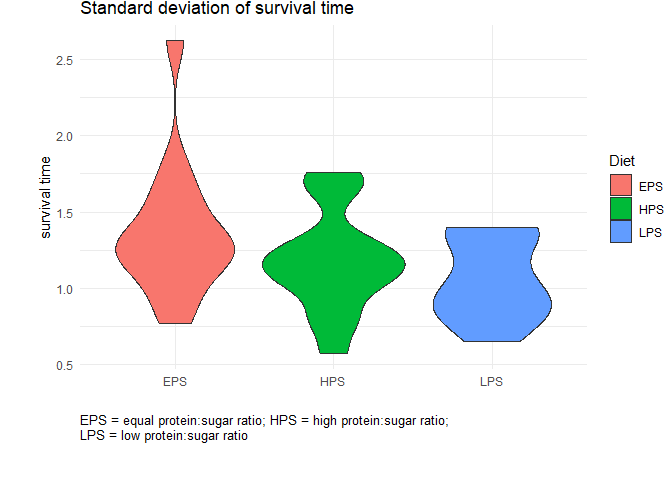 Standard deviation of survival time
survival time
2.5
2.0
1.5
1.0
0.5
EPS
HPS
LPS
Diet
EPS
HPS
LPS
EPS = equal protein:sugar ratio; HPS = high protein:sugar ratio;
LPS = low protein:sugar ratio